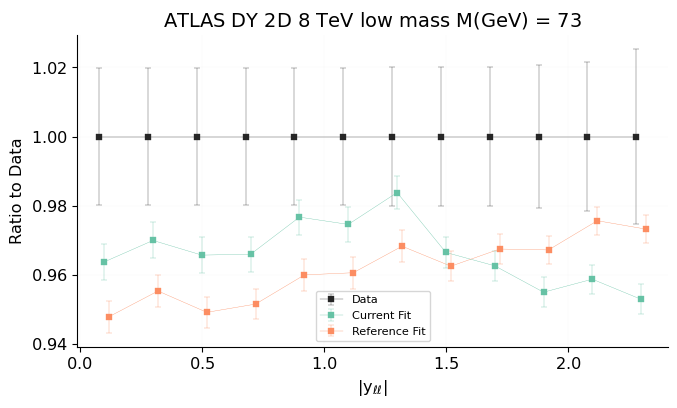 ATLAS DY 2D 8 TeV low mass M(GeV) = 73
Ratio to Data
1.02
1.00
0.98
0.96
0.94
0.0
0.5
1.0
1.5
2.0
|yℓℓ|
Data
Current Fit
Reference Fit